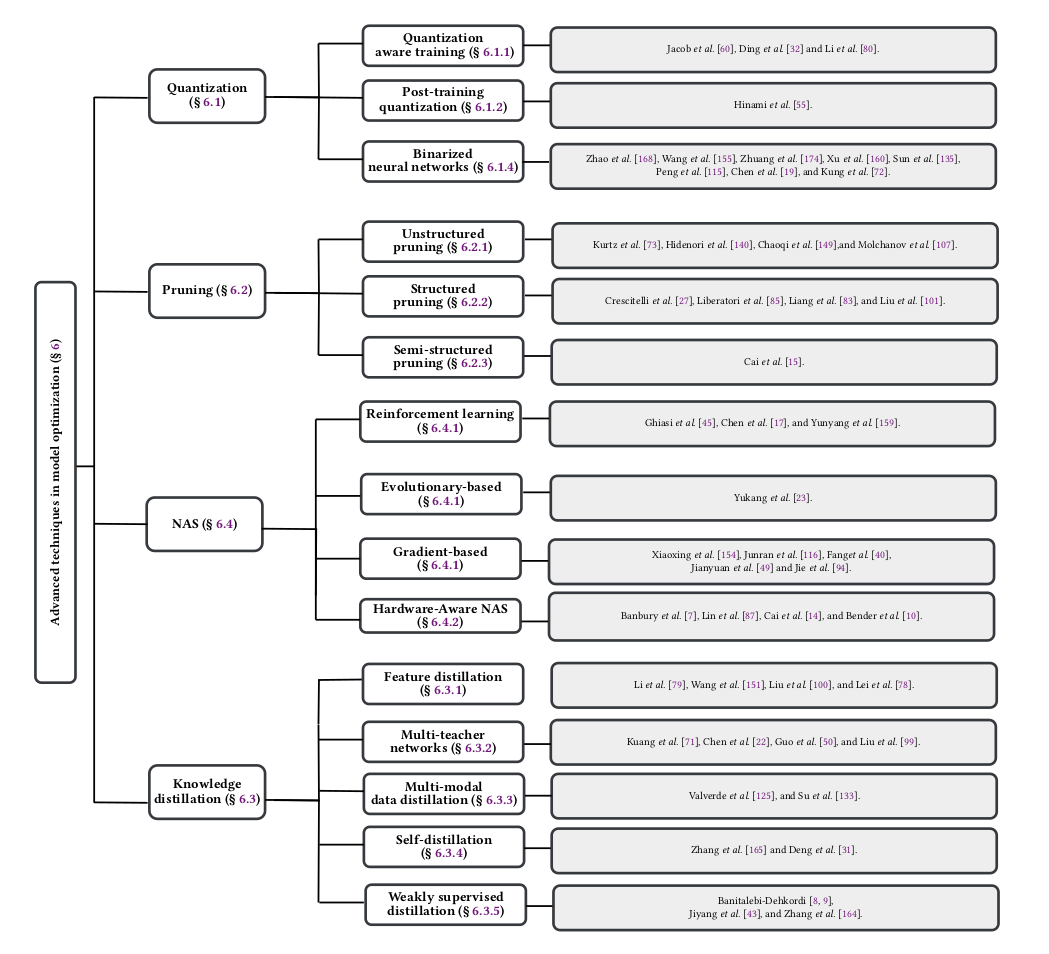 Advanced techniques in model optimization (§ 6)
Quantization
(§ 6.1)
Quantization
aware training (§ 6.1.1)
Jacob et al. [60], Ding et al. [32] and Li et al. [80].
Post-training
quantization (§ 6.1.2)
Hinami et al. [55].
Binarized
neural networks (§ 6.1.4)
Zhao et al. [168], Wang et al. [155], Zhuang et al. [174], Xu et al. [160], Sun et al. [135],
Peng et al. [115], Chen et al. [19], and Kung et al. [72].
Pruning (§ 6.2)
Unstructured
pruning (§ 6.2.1)
Kurtz et al. [73], Hidenori et al. [140], Chaoqi et al. [149],and Molchanov et al. [107].
Structured
pruning (§ 6.2.2)
Crescitelli et al. [27], Liberatori et al. [85], Liang et al. [83], and Liu et al. [101].
Semi-structured
pruning (§ 6.2.3)
Cai et al. [15].
NAS (§ 6.4)
Reinforcement learning
(§ 6.4.1)
Ghiasi et al. [45], Chen et al. [17], and Yunyang et al. [159].
Evolutionary-based
(§ 6.4.1)
Yukang et al. [23].
Gradient-based
(§ 6.4.1)
Xiaoxing et al. [154], Junran et al. [116], Fanget al. [40],
Jianyuan et al. [49] and Jie et al. [94].
Hardware-Aware NAS
(§ 6.4.2)
Banbury et al. [7], Lin et al. [87], Cai et al. [14], and Bender et al. [10].
Knowledge
distillation (§ 6.3)
Feature distillation
(§ 6.3.1)
Li et al. [79], Wang et al. [151], Liu et al. [100], and Lei et al. [78].
Multi-teacher
networks (§ 6.3.2)
Kuang et al. [71], Chen et al. [22], Guo et al. [50], and Liu et al. [99].
Multi-modal
data distillation (§ 6.3.3)
Valverde et al. [125], and Su et al. [133].
Self-distillation
(§ 6.3.4)
Zhang et al. [165] and Deng et al. [31].
Weakly supervised
distillation (§ 6.3.5)
Banitalebi-Dehkordi [8, 9],
Jiyang et al. [43], and Zhang et al. [164].